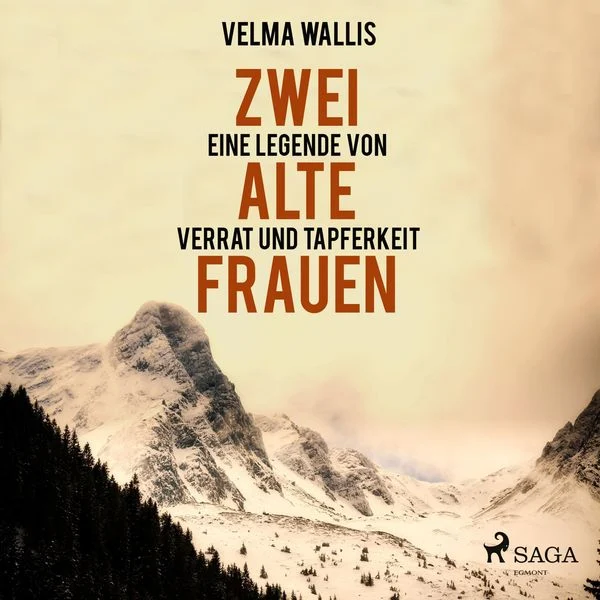 VELMA WALLIS
ZWEI
EINE LEGENDE VON
ALTE
VERRAT UND TAPFERKEIT
FRAUEN
SAGA
EGMONT